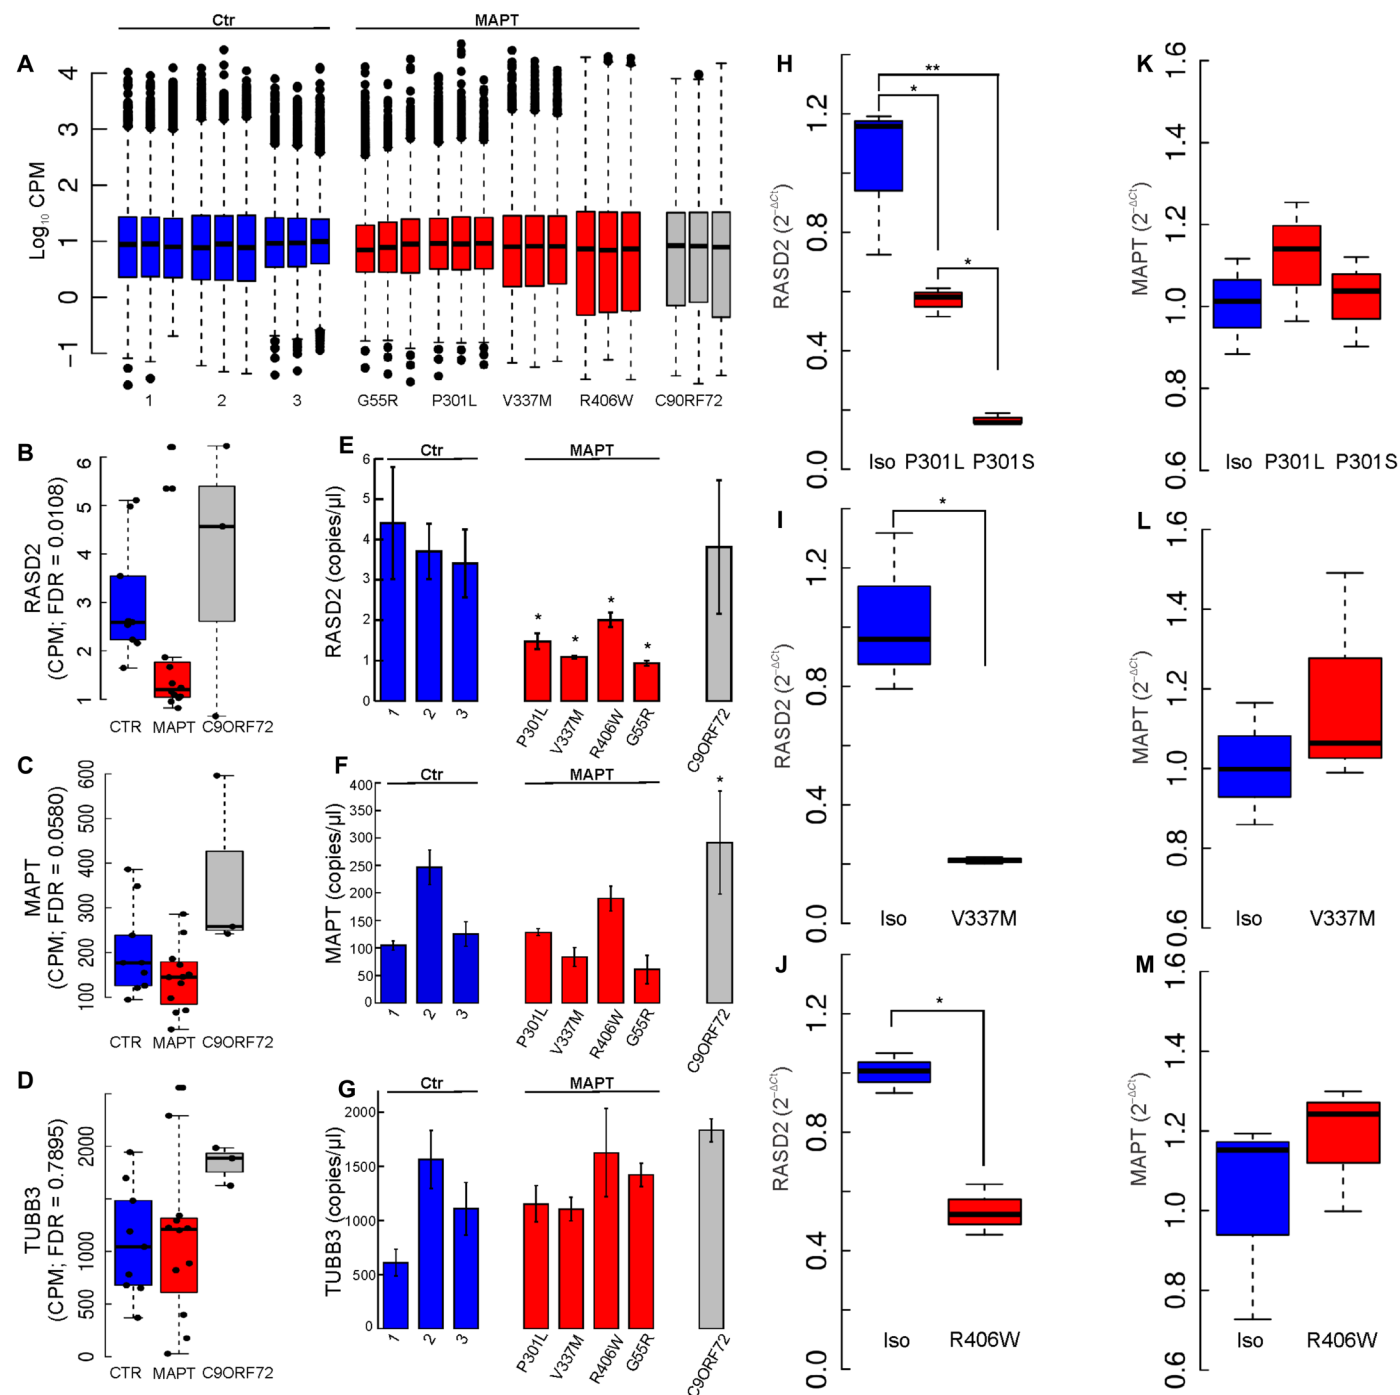 Ctr
MAPT
A
Log10 CPM
4
3
2
1
0
−1
1
2
3
G55R
P301L
V337M
R406W
C90RF72
B
RASD2
(CPM; FDR = 0.0108)
6
5
4
3
2
1
CTR
MAPT
C9ORF72
C
MAPT
(CPM; FDR = 0.0580)
600
500
400
300
200
100
CTR
MAPT
C9ORF72
D
TUBB3
(CPM; FDR = 0.7895)
2000
1000
500
0
CTR
MAPT
C9ORF72
E
Ctr
MAPT
RASD2 (copies/µl)
6
5
4
3
2
1
0
*
*
*
*
1
2
3
P301L
V337M
R406W
G55R
C9ORF72
F
Ctr
MAPT
MAPT (copies/µl)
400
350
300
250
200
150
100
50
0
*
1
2
3
P301L
V337M
R406W
G55R
C9ORF72
G
Ctr
MAPT
TUBB3 (copies/µl)
2000
1500
1000
500
0
1
2
3
P301L
V337M
R406W
G55R
C9ORF72
H
RASD2 (2−ΔCt)
1.2
0.8
0.4
0.0
**
*
*
Iso
P301L
P301S
I
RASD2 (2−ΔCt)
1.2
0.8
0.4
0.0
*
Iso
V337M
J
RASD2 (2−ΔCt)
1.2
0.8
0.4
0.0
*
Iso
R406W
K
MAPT (2−ΔCt)
1.6
1.4
1.2
1.0
0.8
0.6
Iso
P301L
P301S
L
MAPT (2−ΔCt)
1.6
1.4
1.2
1.0
0.8
0.6
Iso
V337M
M
MAPT (2−ΔCt)
1.6
1.4
1.2
1.0
0.8
0.6
Iso
R406W